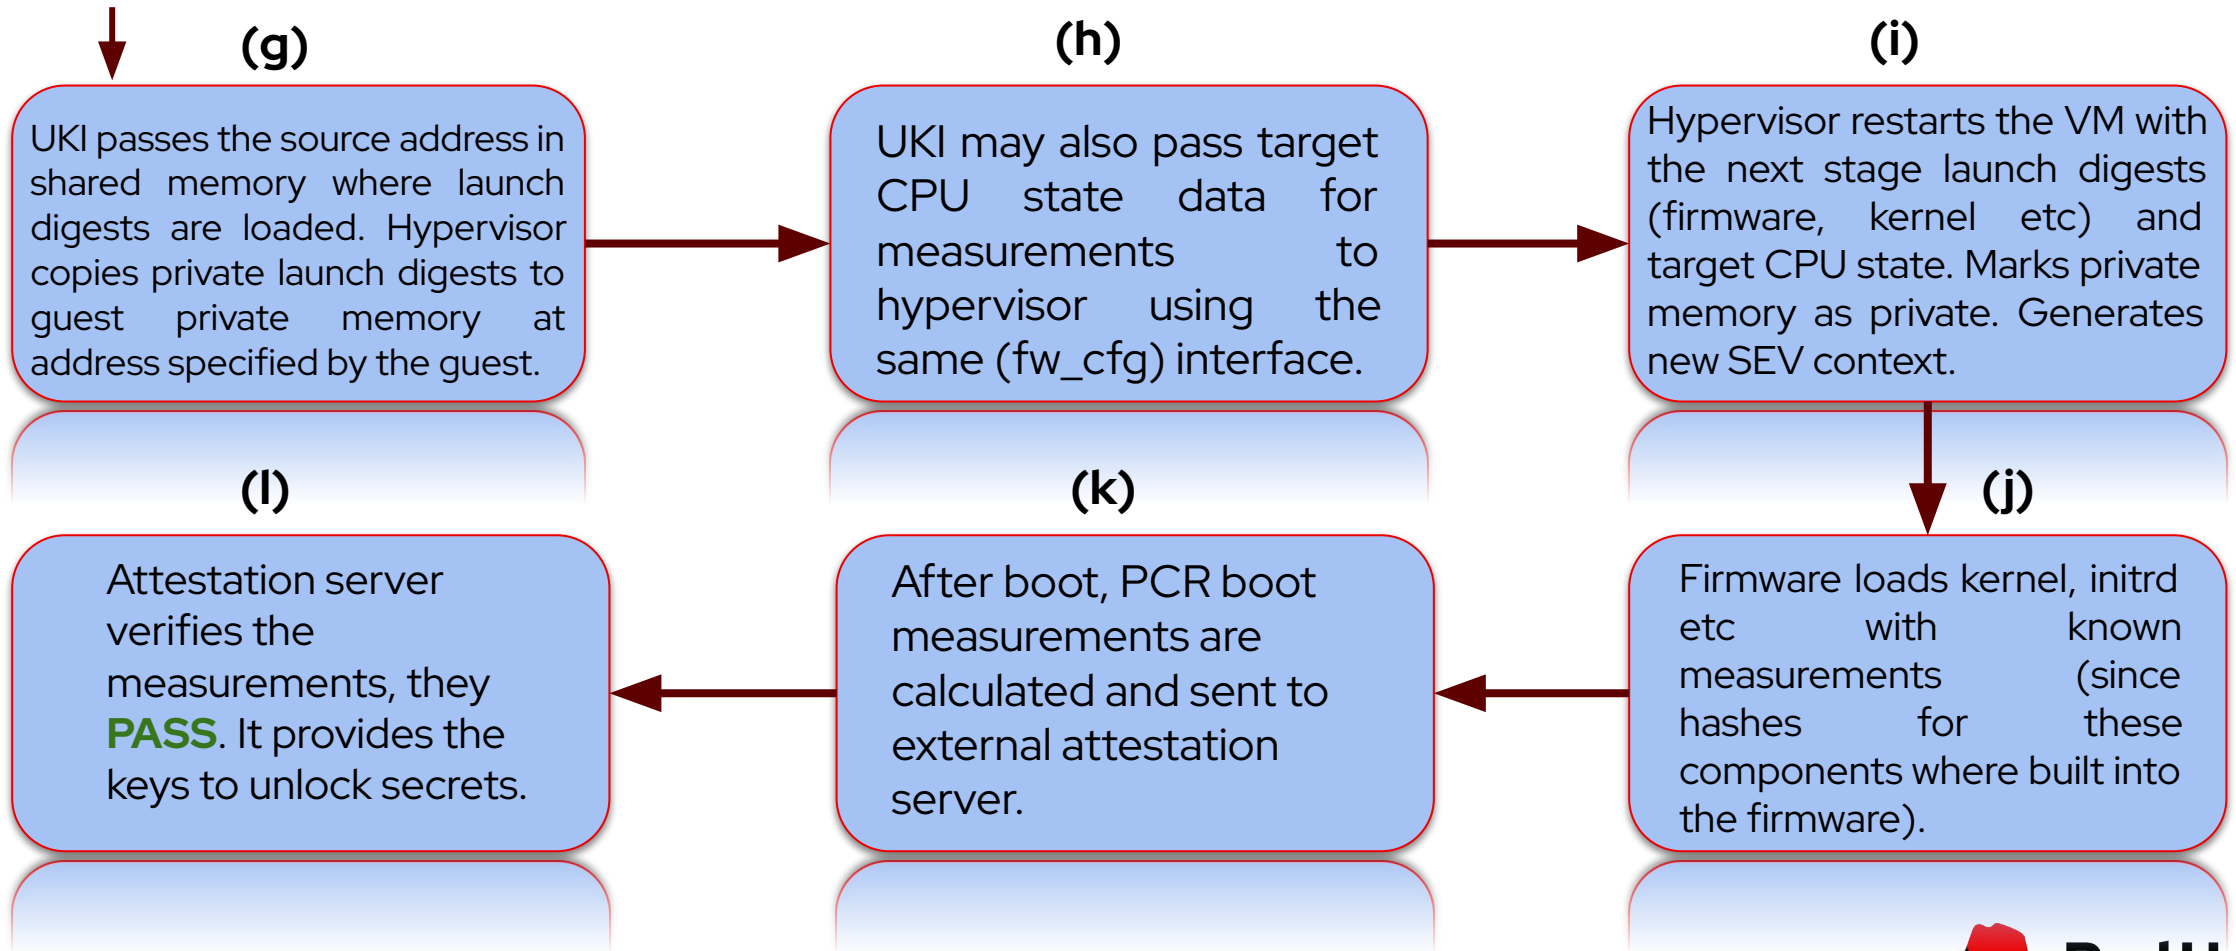 (g)
UKI passes the source address in
shared memory where launch
digests are loaded. Hypervisor
copies private launch digests to
guest private memory at
address specified by the guest.
(h)
UKI may also pass target
CPU state data for
measurements to
hypervisor using the
same (fw_cfg) interface.
(i)
Hypervisor restarts the VM with
the next stage launch digests
(firmware, kernel etc) and
target CPU state. Marks private
memory as private. Generates
new SEV context.
(j)
Firmware loads kernel, initrd
etc with known
measurements (since
hashes for these
components where built into
the firmware).
(k)
After boot, PCR boot
measurements are
calculated and sent to
external attestation
server.
(l)
Attestation server
verifies the
measurements, they
PASS. It provides the
keys to unlock secrets.